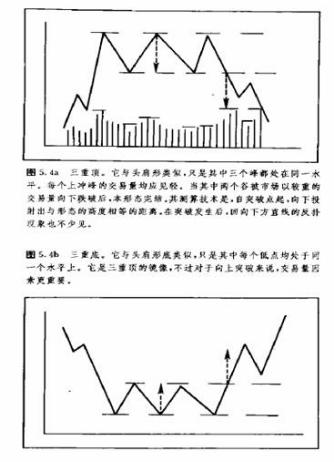 图 5.4a 三重顶。它与头肩形类似,只是其中三个峰都处在同一水
平。每个上冲峰的交易量均应见轻。当其中两个谷被市场以较重的
交易量向下跌破后,本形态完结。其测算技术是,自突破点起,向下投
射出与形态的高度相等的距离。在突破发生后,回向下方直线的反扑
现象也不少见。
图 5.4b 三重底。它与头肩形底类似,只是其中每个低点均处于同
一个水平上。它是三重顶的镜像,不过对于向上突破来说,交易量因
素更重要。